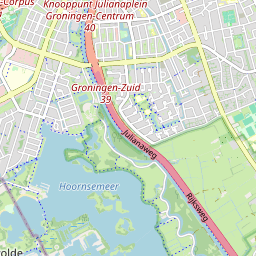 Knooppunt Julianaplein
Groningen-Centrum
40
-Corpus
Groningen-Zuid
39
Julianaweg
Hoornsemeer
Rijksweg
olde